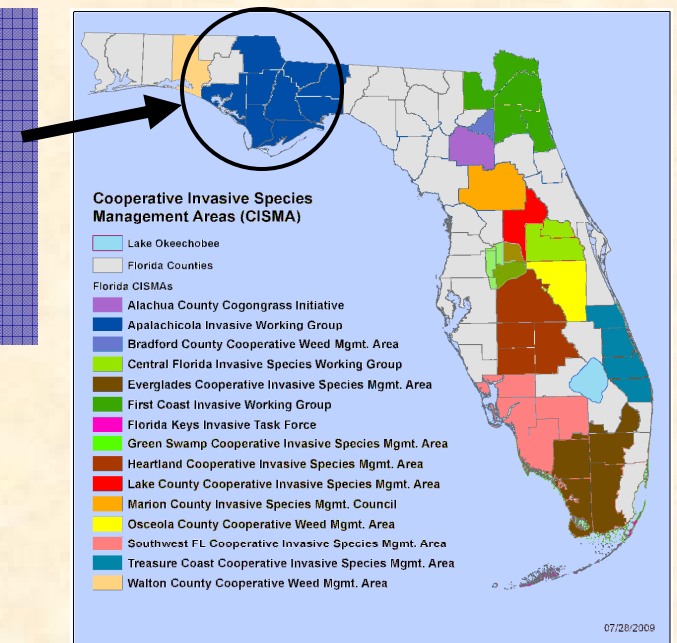 Cooperative Invasive Species
Management Areas (CISMA)
Lake Okeechobee
Florida Counties
Florida CISMAs
Alachua County Cogongrass Initiative
Apalachicola Invasive Working Group
Bradford County Cooperative Weed Mgmt. Area
Central Florida Invasive Species Working Group
Everglades Cooperative Invasive Species Mgmt. Area
First Coast Invasive Working Group
Florida Keys Invasive Task Force
Green Swamp Cooperative Invasive Species Mgmt. Area
Heartland Cooperative Invasive Species Mgmt. Area
Lake County Cooperative Invasive Species Mgmt. Area
Marion County Invasive Species Mgmt. Council
Osceola County Cooperative Weed Mgmt. Area
Southwest FL Cooperative Invasive Species Mgmt. Area
Treasure Coast Cooperative Invasive Species Mgmt. Area
Walton County Cooperative Weed Mgmt. Area
07/28/2009